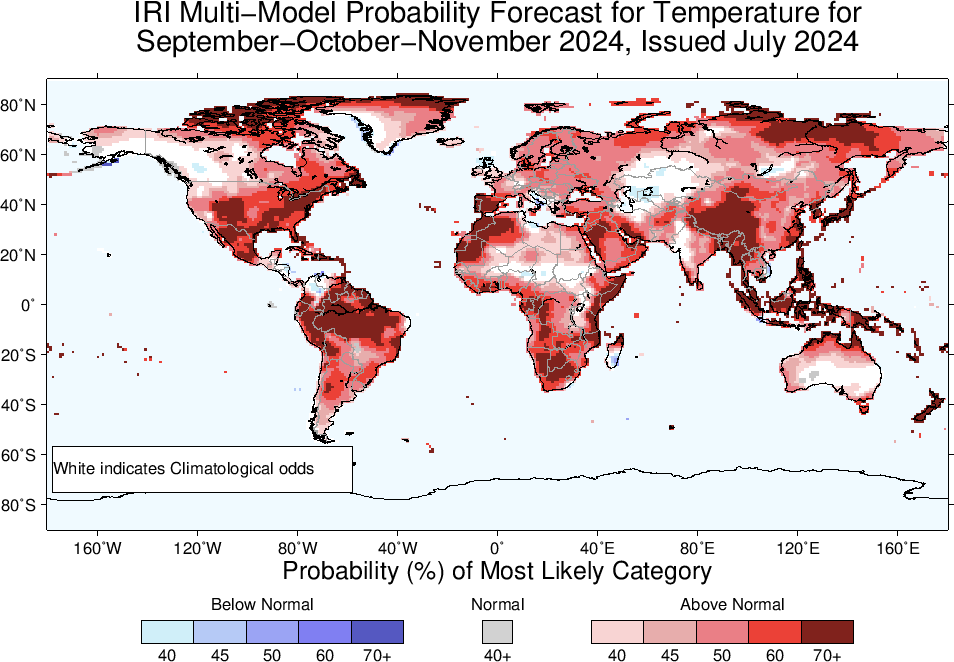 IRI Multi−Model Probability Forecast for Temperature for
September−October−November 2024, Issued July 2024
80˚N
60˚N
40˚N
20˚N
0˚
20˚S
40˚S
60˚S
80˚S
White indicates Climatological odds
160˚W 120˚W 80˚W 40˚W 0˚ 40˚E 80˚E 120˚E 160˚E
Probability (%) of Most Likely Category
Below Normal Normal Above Normal
40 45 50 60 70+ 40+ 40 45 50 60 70+